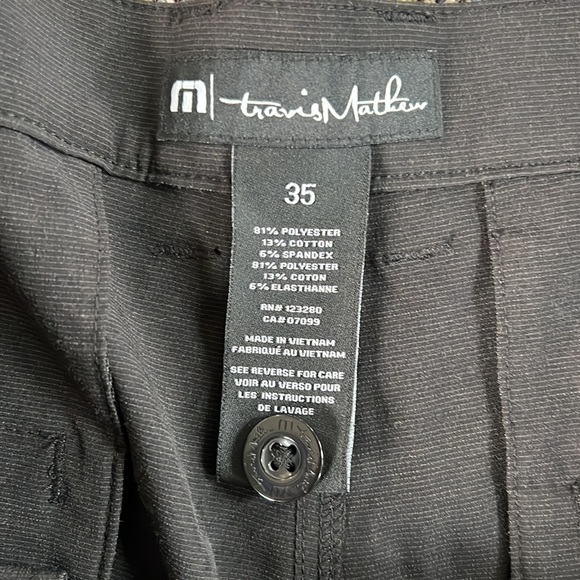 travisMathew
35
81% POLYESTER
13% COTTON
6% SPANDEX
81% POLYESTER
13% COTON
6% ELASTHANNE
RN# 123280
CA# 07099
MADE IN VIETNAM
FABRIQUÉ AU VIETNAM
SEE REVERSE FOR CARE
VOIR AU VERSO POUR
LES INSTRUCTIONS
DE LAVAGE